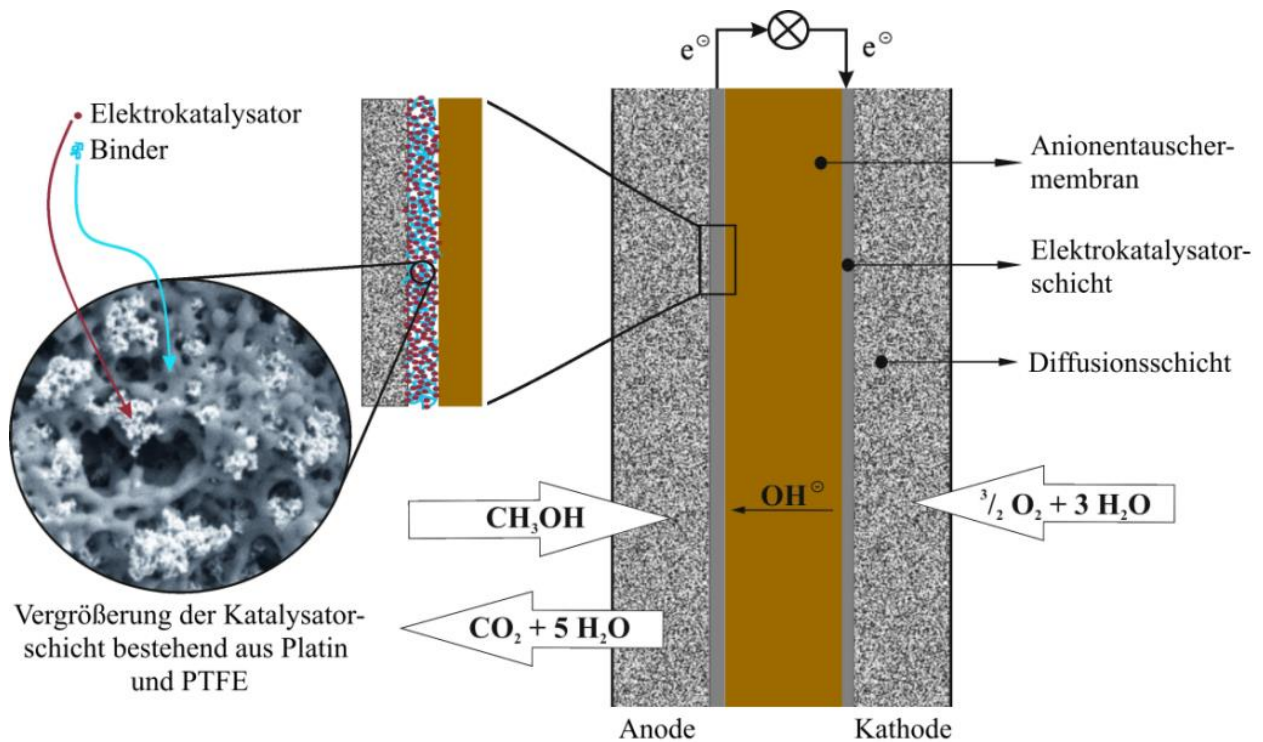 e⊖
e⊖
Elektrokatalysator
Binder
Anionentauscher-
membran
Elektrokatalysator-
schicht
Diffusionsschicht
OH⊖
CH₃OH
³/₂ O₂ + 3 H₂O
CO₂ + 5 H₂O
Vergrößerung der Katalysator-
schicht bestehend aus Platin
und PTFE
Anode
Kathode